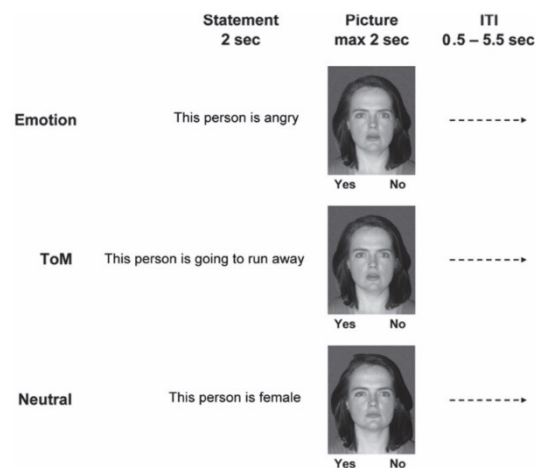 Statement Picture ITI
2 sec max 2 sec 0.5 – 5.5 sec
Emotion This person is angry
Yes No
ToM This person is going to run away
Yes No
Neutral This person is female
Yes No